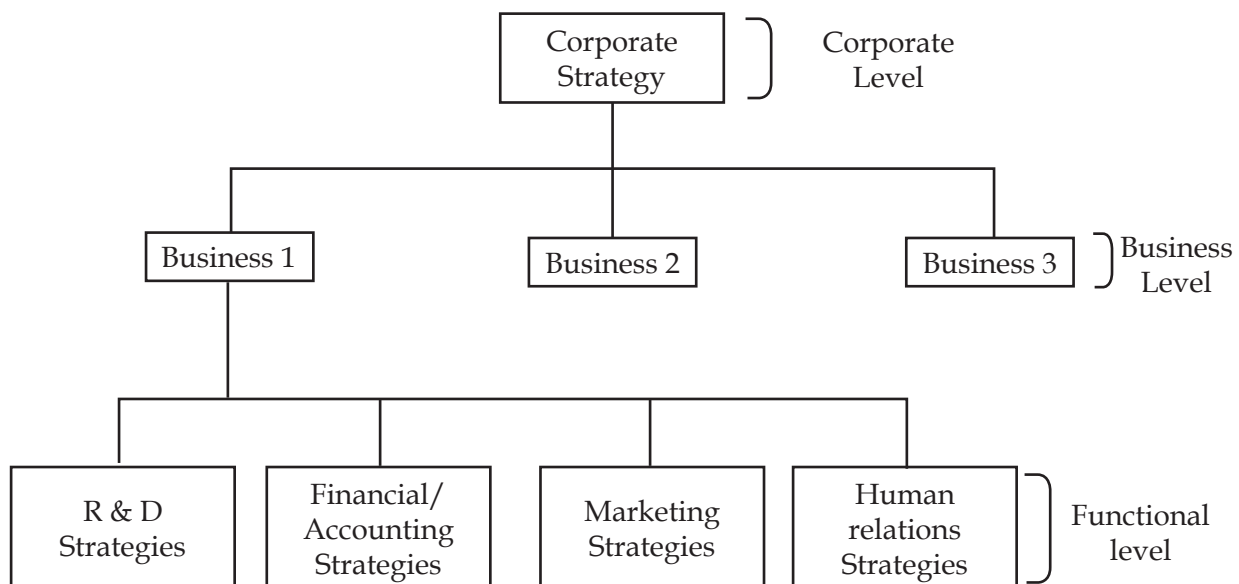 Corporate
Strategy
Corporate
Level
Business 1
Business 2
Business 3
Business
Level
R & D
Strategies
Financial/
Accounting
Strategies
Marketing
Strategies
Human
relations
Strategies
Functional
level